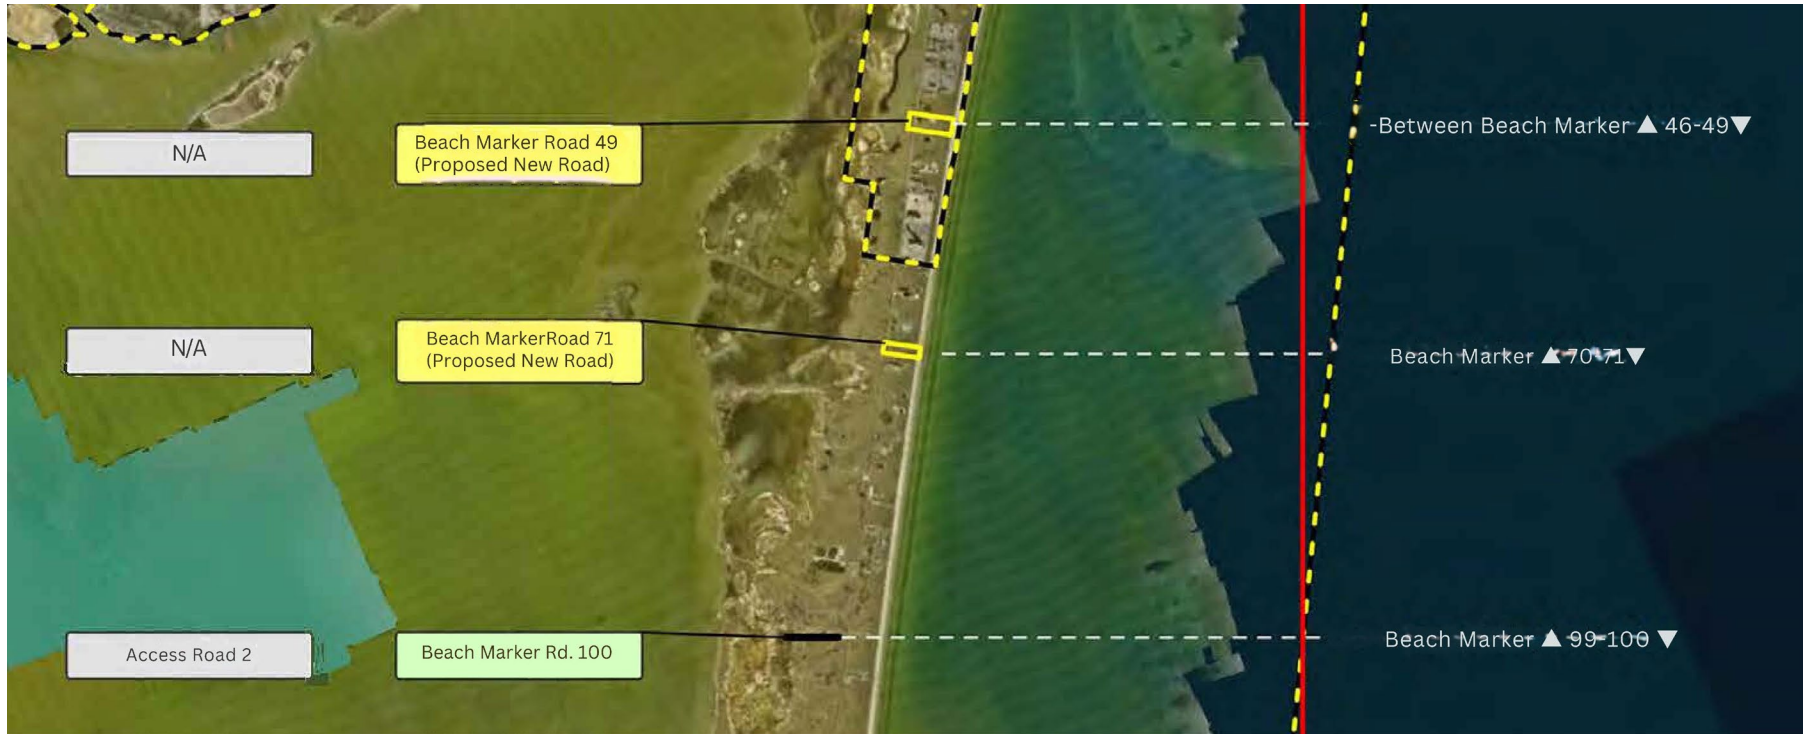 N/A
Beach Marker Road 49
(Proposed New Road)
-Between Beach Marker ▲ 46-49▼
N/A
Beach MarkerRoad 71
(Proposed New Road)
Beach Marker ▲ 70-71▼
Access Road 2
Beach Marker Rd. 100
Beach Marker ▲ 99-100 ▼